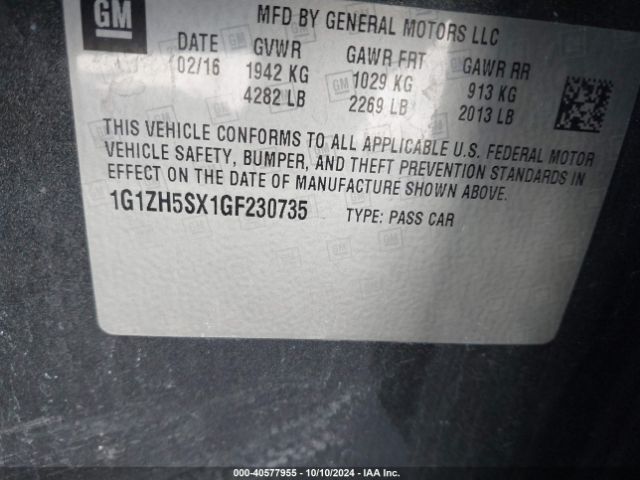 GM
MFD BY GENERAL MOTORS LLC
DATE GVWR GAWR FRT GAWR RR
02/16 1942 KG 1029 KG 913 KG
4282 LB 2269 LB 2013 LB
THIS VEHICLE CONFORMS TO ALL APPLICABLE U.S. FEDERAL MOTOR
VEHICLE SAFETY, BUMPER, AND THEFT PREVENTION STANDARDS IN
EFFECT ON THE DATE OF MANUFACTURE SHOWN ABOVE.
1G1ZH5SX1GF230735 TYPE: PASS CAR
000-40577955 - 10/10/2024 - IAA Inc.